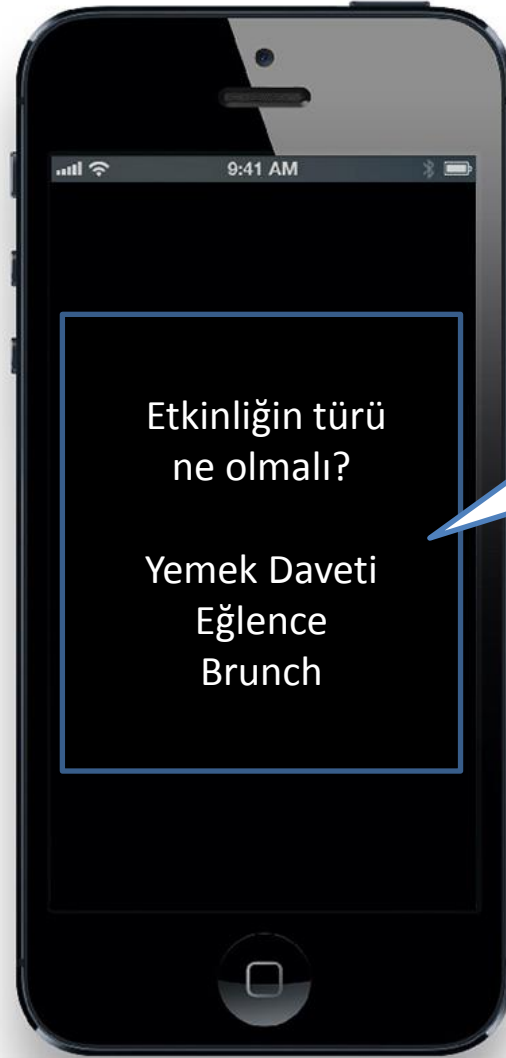 9:41 AM
Etkinliğin türü
ne olmalı?
Yemek Daveti
Eğlence
Brunch